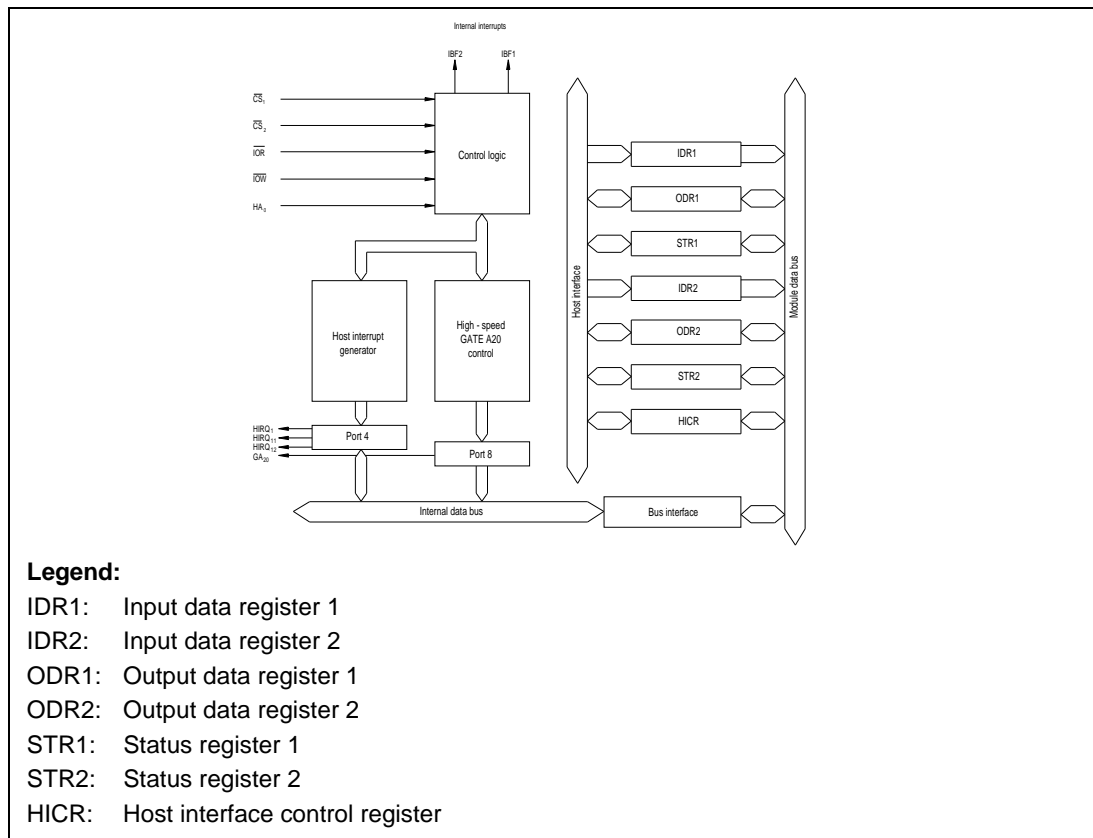 Internal interrupts
IBF2 IBF1
CS1
CS2
IOR
IOW
HA0
Control logic
Host interrupt
generator
High - speed
GATE A20
control
HIRQ1
HIRQ11
HIRQ12
GA20
Port 4
Port 8
Internal data bus
Host interface
IDR1
ODR1
STR1
IDR2
ODR2
STR2
HICR
Bus interface
Module data bus
Legend:
IDR1: Input data register 1
IDR2: Input data register 2
ODR1: Output data register 1
ODR2: Output data register 2
STR1: Status register 1
STR2: Status register 2
HICR: Host interface control register